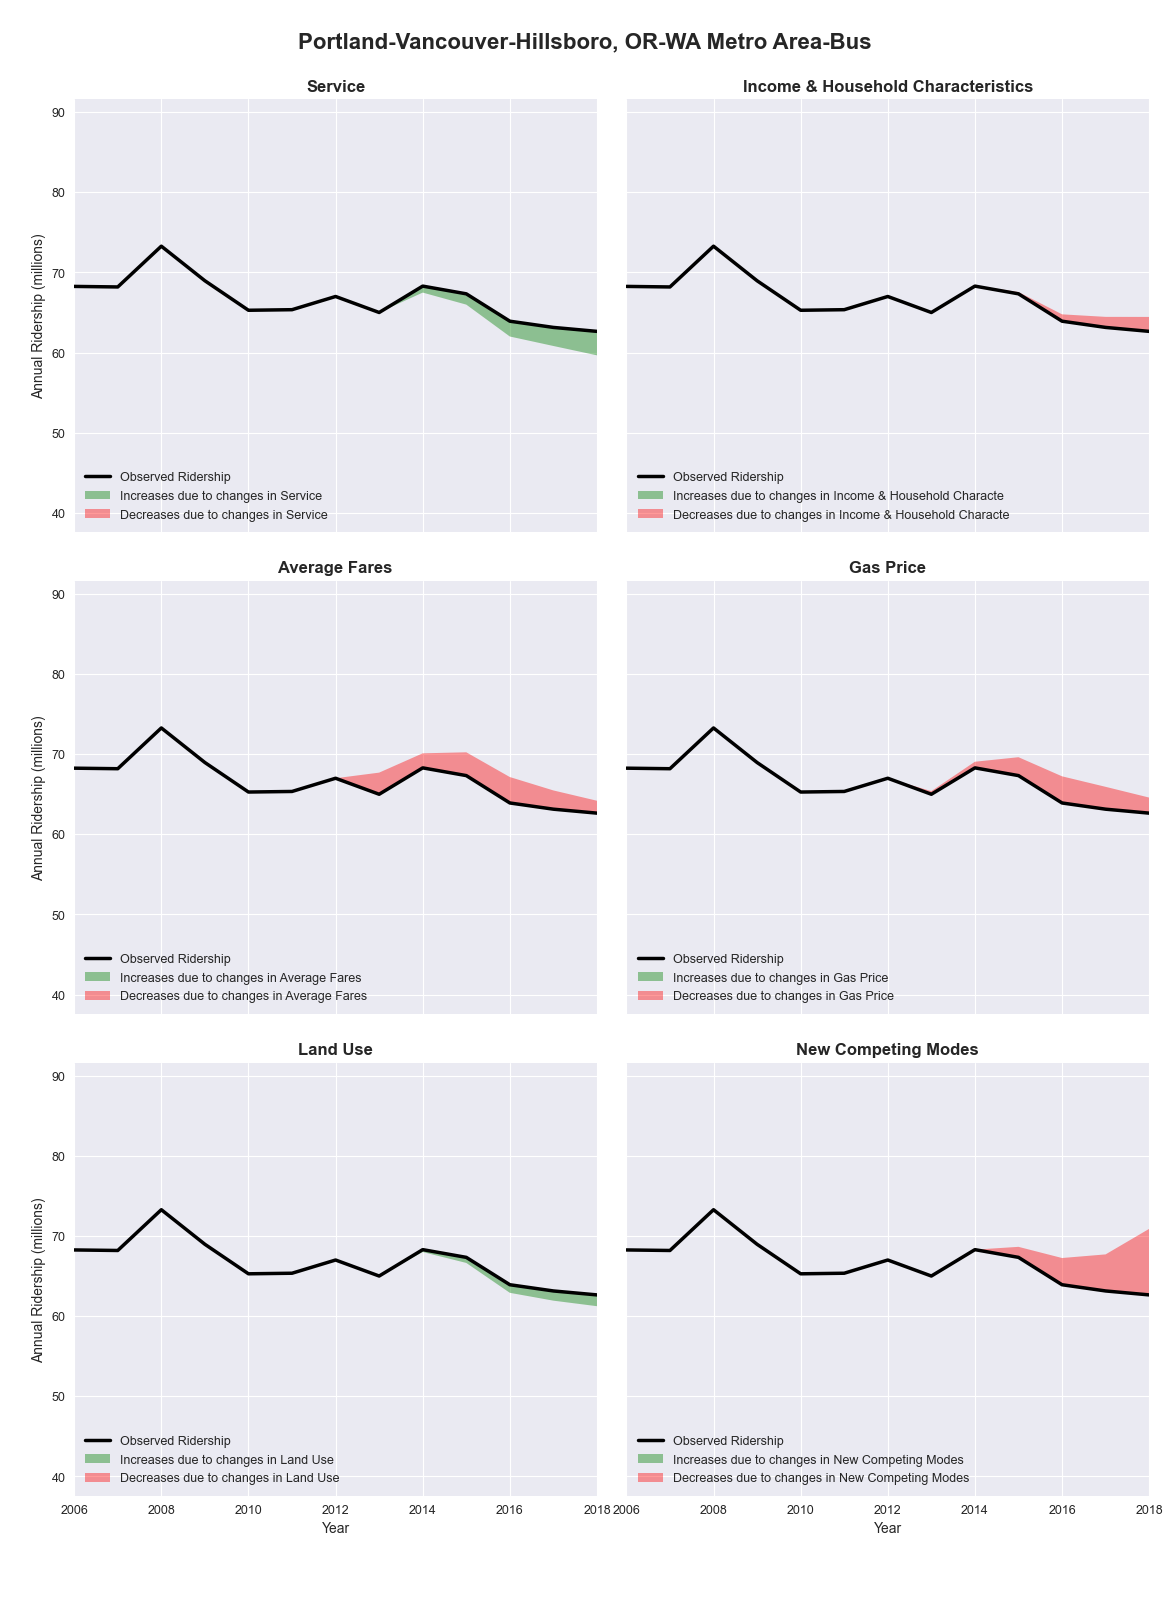 Portland-Vancouver-Hillsboro, OR-WA Metro Area-Bus
Service
90
80
70
60
50
40
Annual Ridership (millions)
Observed Ridership
Increases due to changes in Service
Decreases due to changes in Service
Income & Household Characteristics
Observed Ridership
Increases due to changes in Income & Household Characte
Decreases due to changes in Income & Household Characte
Average Fares
90
80
70
60
50
40
Annual Ridership (millions)
Observed Ridership
Increases due to changes in Average Fares
Decreases due to changes in Average Fares
Gas Price
Observed Ridership
Increases due to changes in Gas Price
Decreases due to changes in Gas Price
Land Use
90
80
70
60
50
40
Annual Ridership (millions)
Observed Ridership
Increases due to changes in Land Use
Decreases due to changes in Land Use
2006 2008 2010 2012 2014 2016 2018
Year
New Competing Modes
Observed Ridership
Increases due to changes in New Competing Modes
Decreases due to changes in New Competing Modes
2006 2008 2010 2012 2014 2016 2018
Year